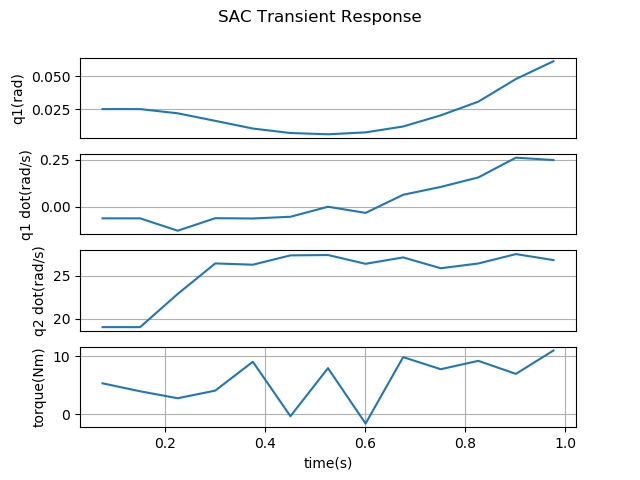 SAC Transient Response
q1(rad)
0.050
0.025
q1 dot(rad/s)
0.25
0.00
q2 dot(rad/s)
25
20
torque(Nm)
10
0
0.2 0.4 0.6 0.8 1.0
time(s)